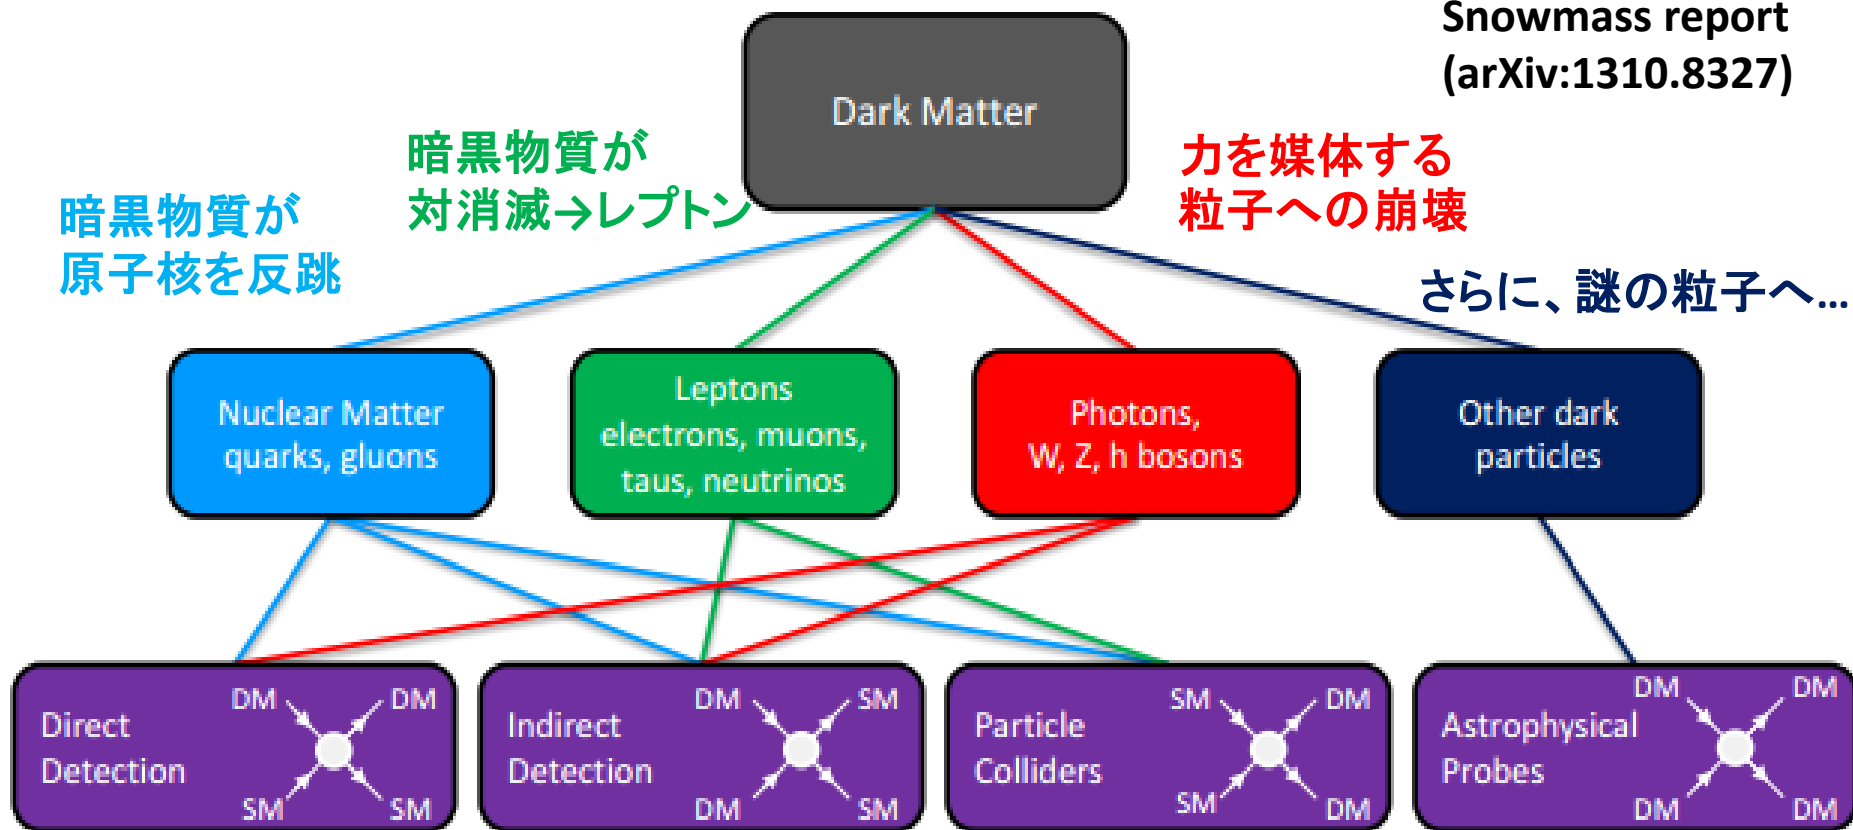 Snowmass report
(arXiv:1310.8327)
Dark Matter
暗黒物質が
対消滅→レプトン
力を媒体する
粒子への崩壊
暗黒物質が
原子核を反跳
さらに、謎の粒子へ…
Nuclear Matter
quarks, gluons
Leptons
electrons, muons,
taus, neutrinos
Photons,
W, Z, h bosons
Other dark
particles
Direct
Detection
DM
DM
SM
SM
Indirect
Detection
DM
SM
DM
SM
Particle
Colliders
SM
DM
SM
DM
Astrophysical
Probes
DM
DM
DM
DM